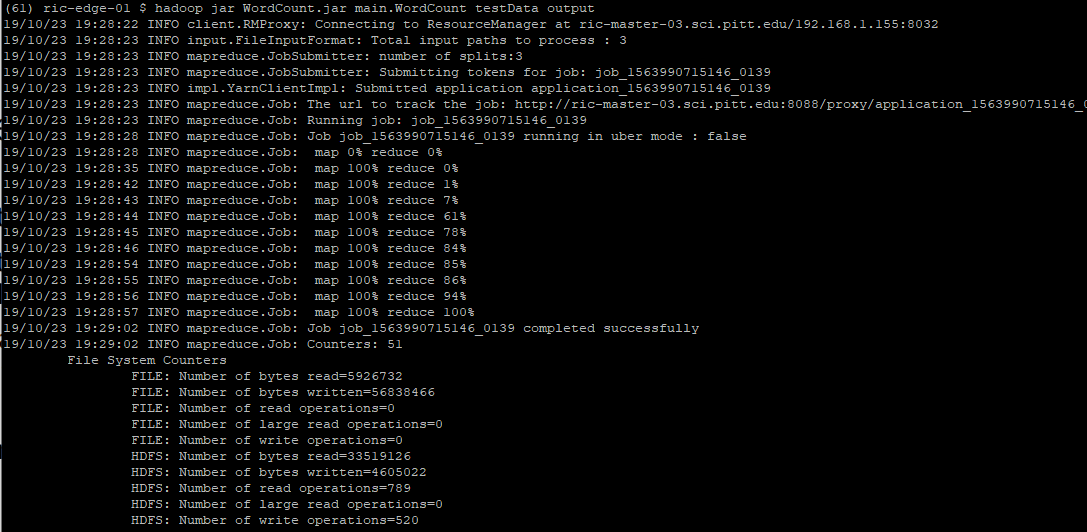 (61) ric-edge-01 $ hadoop jar WordCount.jar main.WordCount testData output
19/10/23 19:28:22 INFO client.RMProxy: Connecting to ResourceManager at ric-master-03.sci.pitt.edu/192.168.1.155:8032
19/10/23 19:28:23 INFO input.FileInputFormat: Total input paths to process : 3
19/10/23 19:28:23 INFO mapreduce.JobSubmitter: number of splits:3
19/10/23 19:28:23 INFO mapreduce.JobSubmitter: Submitting tokens for job: job_1563990715146_0139
19/10/23 19:28:23 INFO impl.YarnClientImpl: Submitted application application_1563990715146_0139
19/10/23 19:28:23 INFO mapreduce.Job: The url to track the job: http://ric-master-03.sci.pitt.edu:8088/proxy/application_1563990715146_0
19/10/23 19:28:23 INFO mapreduce.Job: Running job: job_1563990715146_0139
19/10/23 19:28:28 INFO mapreduce.Job: Job job_1563990715146_0139 running in uber mode : false
19/10/23 19:28:28 INFO mapreduce.Job:  map 0% reduce 0%
19/10/23 19:28:35 INFO mapreduce.Job:  map 100% reduce 0%
19/10/23 19:28:42 INFO mapreduce.Job:  map 100% reduce 1%
19/10/23 19:28:43 INFO mapreduce.Job:  map 100% reduce 7%
19/10/23 19:28:44 INFO mapreduce.Job:  map 100% reduce 61%
19/10/23 19:28:45 INFO mapreduce.Job:  map 100% reduce 78%
19/10/23 19:28:46 INFO mapreduce.Job:  map 100% reduce 84%
19/10/23 19:28:54 INFO mapreduce.Job:  map 100% reduce 85%
19/10/23 19:28:55 INFO mapreduce.Job:  map 100% reduce 86%
19/10/23 19:28:56 INFO mapreduce.Job:  map 100% reduce 94%
19/10/23 19:28:57 INFO mapreduce.Job:  map 100% reduce 100%
19/10/23 19:29:02 INFO mapreduce.Job: Job job_1563990715146_0139 completed successfully
19/10/23 19:29:02 INFO mapreduce.Job: Counters: 51
File System Counters
FILE: Number of bytes read=5926732
FILE: Number of bytes written=56838466
FILE: Number of read operations=0
FILE: Number of large read operations=0
FILE: Number of write operations=0
HDFS: Number of bytes read=33519126
HDFS: Number of bytes written=4605022
HDFS: Number of read operations=789
HDFS: Number of large read operations=0
HDFS: Number of write operations=520